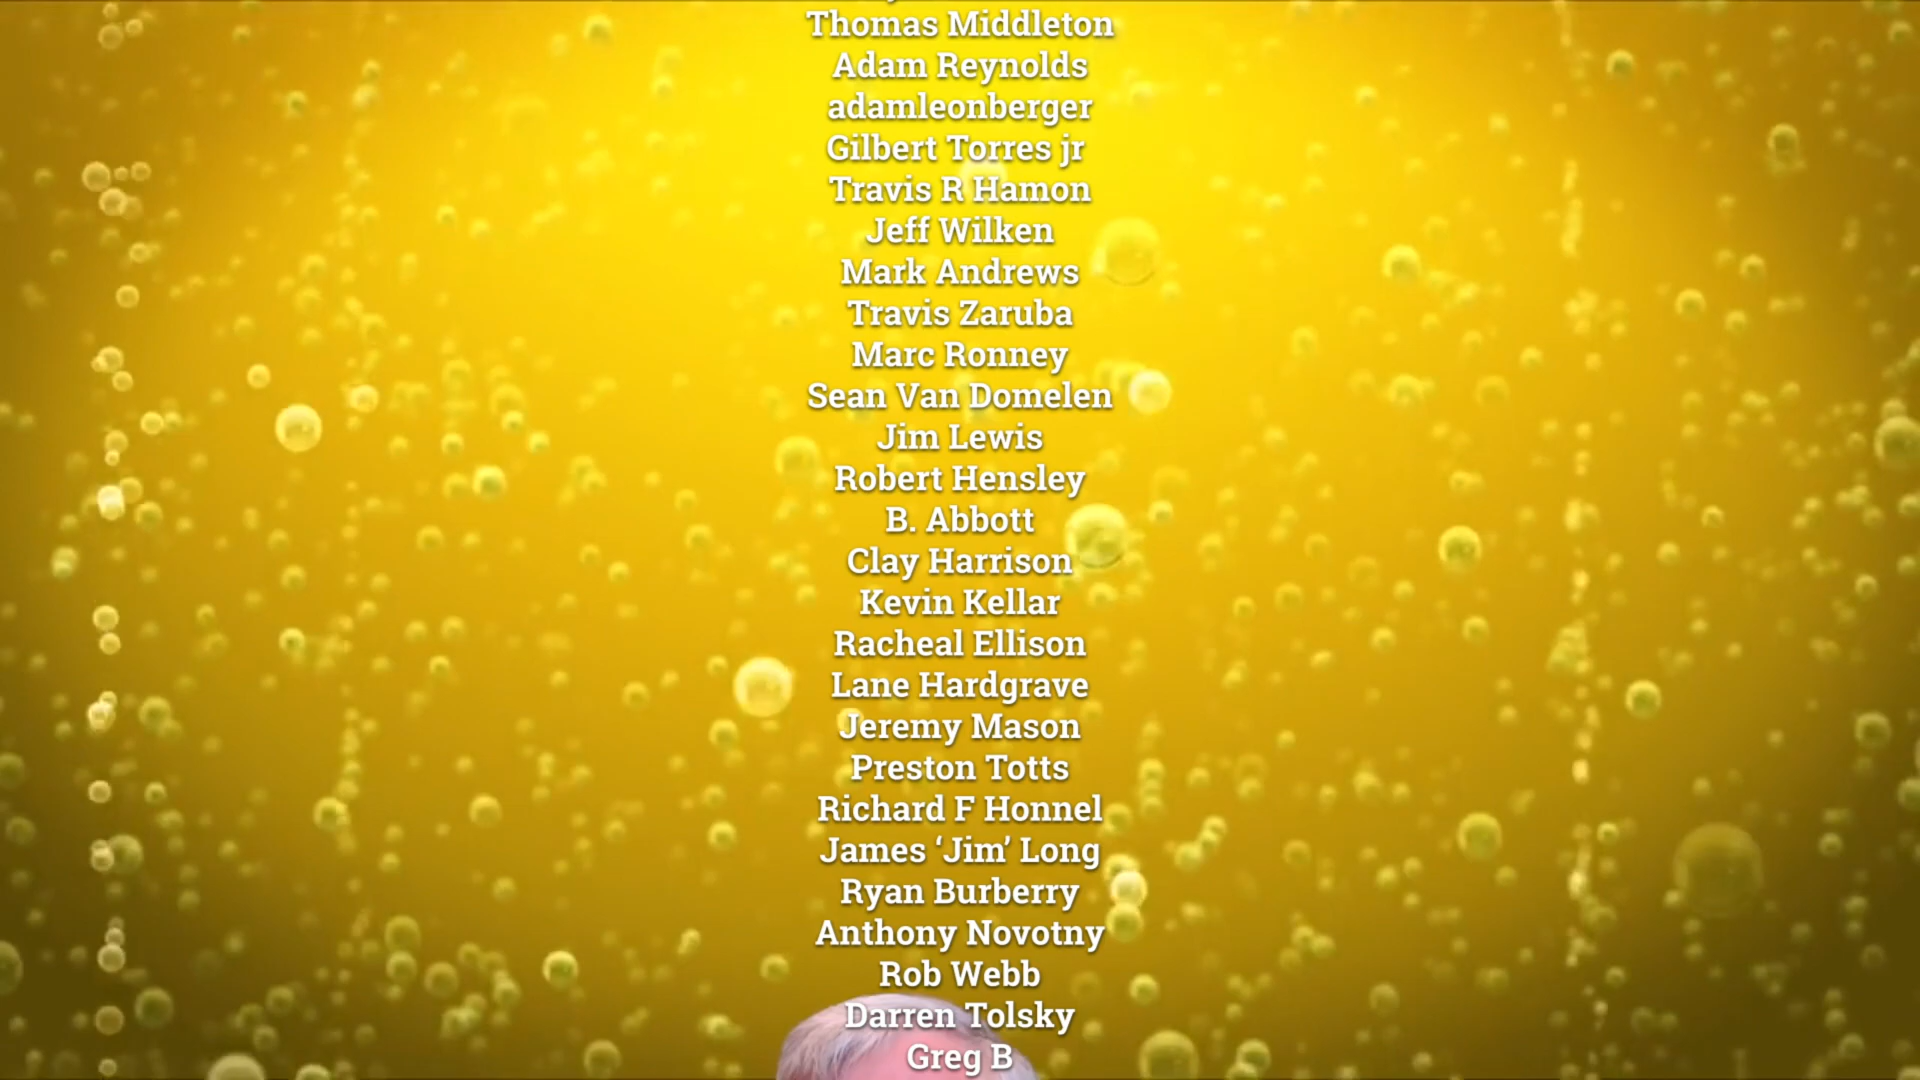 Thomas Middleton
Adam Reynolds
adamleonberger
Gilbert Torres jr
Travis R Hamon
Jeff Wilken
Mark Andrews
Travis Zaruba
Marc Ronney
Sean Van Domelen
Jim Lewis
Robert Hensley
B. Abbott
Clay Harrison
Kevin Kellar
Racheal Ellison
Lane Hardgrave
Jeremy Mason
Preston Totts
Richard F Honnel
James ‘Jim’ Long
Ryan Burberry
Anthony Novotny
Rob Webb
Darren Tolsky
Greg B